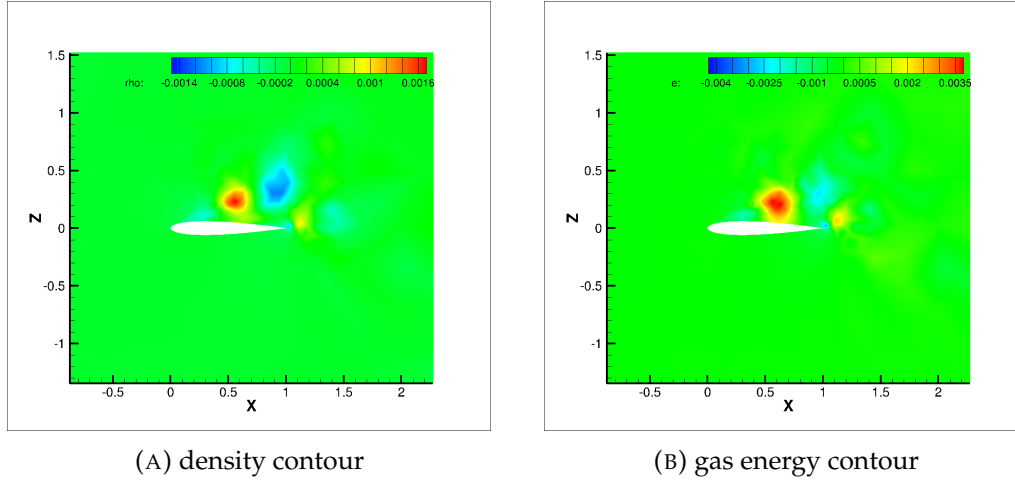 rho: -0.0014 -0.0008 -0.0002 0.0004 0.001 0.0016
1.5
1
0.5
0
-0.5
-1
Z
-0.5 0 0.5 1 1.5 2
X
(A) density contour
e: -0.004 -0.0025 -0.001 0.0005 0.002 0.0035
1.5
1
0.5
0
-0.5
-1
Z
-0.5 0 0.5 1 1.5 2
X
(B) gas energy contour